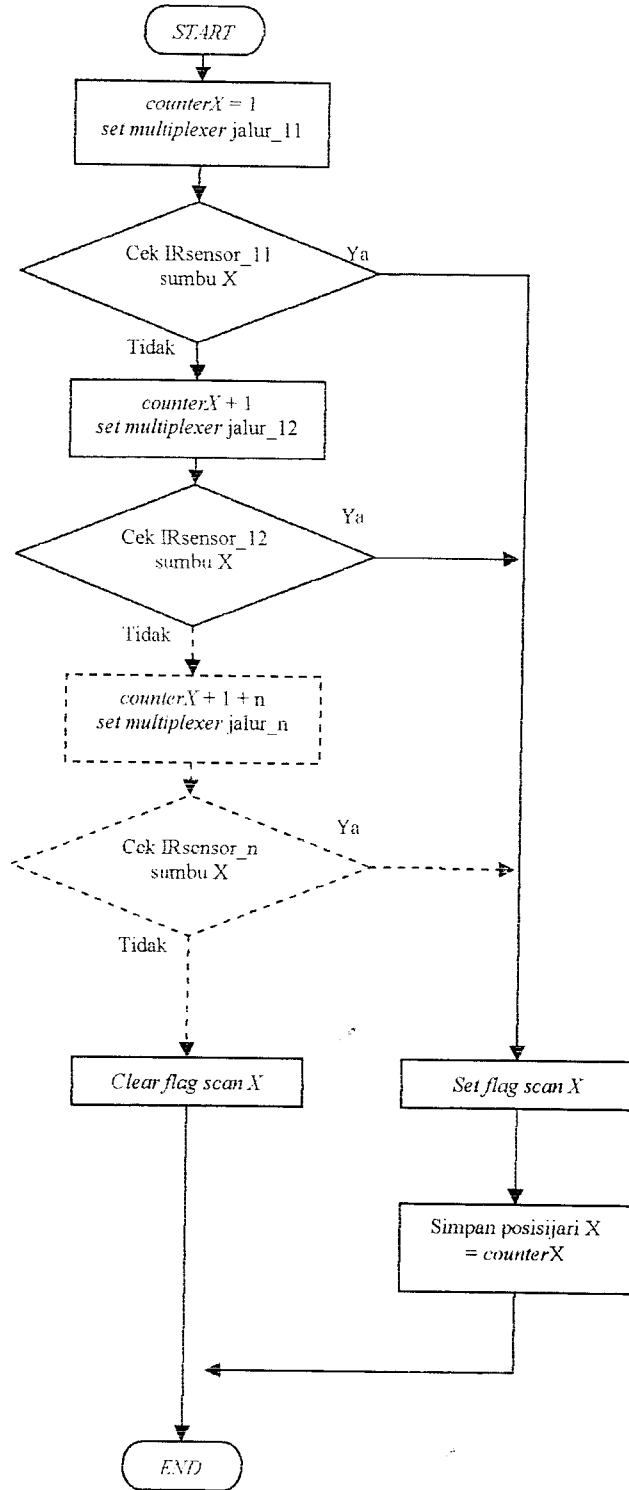 START
counterX = 1
set multiplexer jalur_11
Cek IRsensor_11
sumbu X
Ya
Tidak
counterX + 1
set multiplexer jalur_12
Cek IRsensor_12
sumbu X
Ya
Tidak
counterX + 1 + n
set multiplexer jalur_n
Cek IRsensor_n
sumbu X
Ya
Tidak
Clear flag scan X
Set flag scan X
Simpan posisijari X
= counterX
END